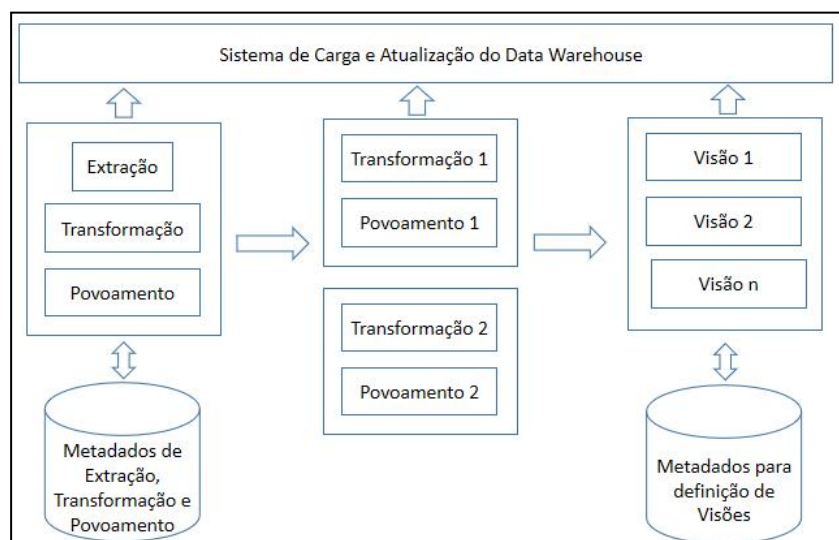 Sistema de Carga e Atualização do Data Warehouse
Extração
Transformação
Povoamento
Transformação 1
Povoamento 1
Transformação 2
Povoamento 2
Visão 1
Visão 2
Visão n
Metadados de
Extração,
Transformação e
Povoamento
Metadados para
definição de
Visões